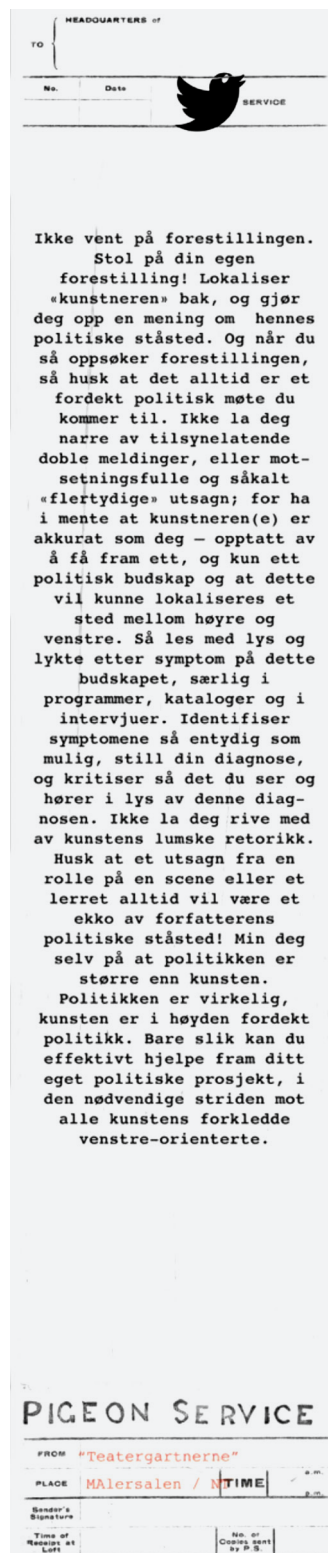 HEADQUARTERS of
TO
No. Date
SERVICE
Ikke vent på forestillingen.
Stol på din egen
forestilling! Lokaliser
«kunstneren» bak, og gjør
deg opp en mening om hennes
politiske ståsted. Og når du
så oppsøker forestillingen,
så husk at det alltid er et
fordekt politisk møte du
kommer til. Ikke la deg
narre av tilsynelatende
doble meldinger, eller mot-
setningsfulle og såkalt
«flertydige» utsagn; for ha
i mente at kunstneren(e) er
akkurat som deg – opptatt av
å få fram ett, og kun ett
politisk budskap og at dette
vil kunne lokaliseres et
sted mellom høyre og
venstre. Så les med lys og
lykte etter symptom på dette
budskapet, særlig i
programmer, kataloger og i
intervjuer. Identifiser
symptomene så entydig som
mulig, still din diagnose,
og kritiser så det du ser og
hører i lys av denne diag-
nosen. Ikke la deg rive med
av kunstens lumske retorikk.
Husk at et utsagn fra en
rolle på en scene eller et
lerret alltid vil være et
ekko av forfatterens
politiske ståsted! Min deg
selv på at politikken er
større enn kunsten.
Politikken er virkelig,
kunsten er i høyden fordekt
politikk. Bare slik kan du
effektivt hjelpe fram ditt
eget politiske prosjekt, i
den nødvendige striden mot
alle kunstens forkledde
venstre-orienterte.
PIGEON SERVICE
FROM "Teatergartnerne"
PLACE MAlersalen / NT TIME a.m.
p.m.
Sender's
Signature
Time of
Receipt at
Loft
No. of
Copies sent
by P.S.